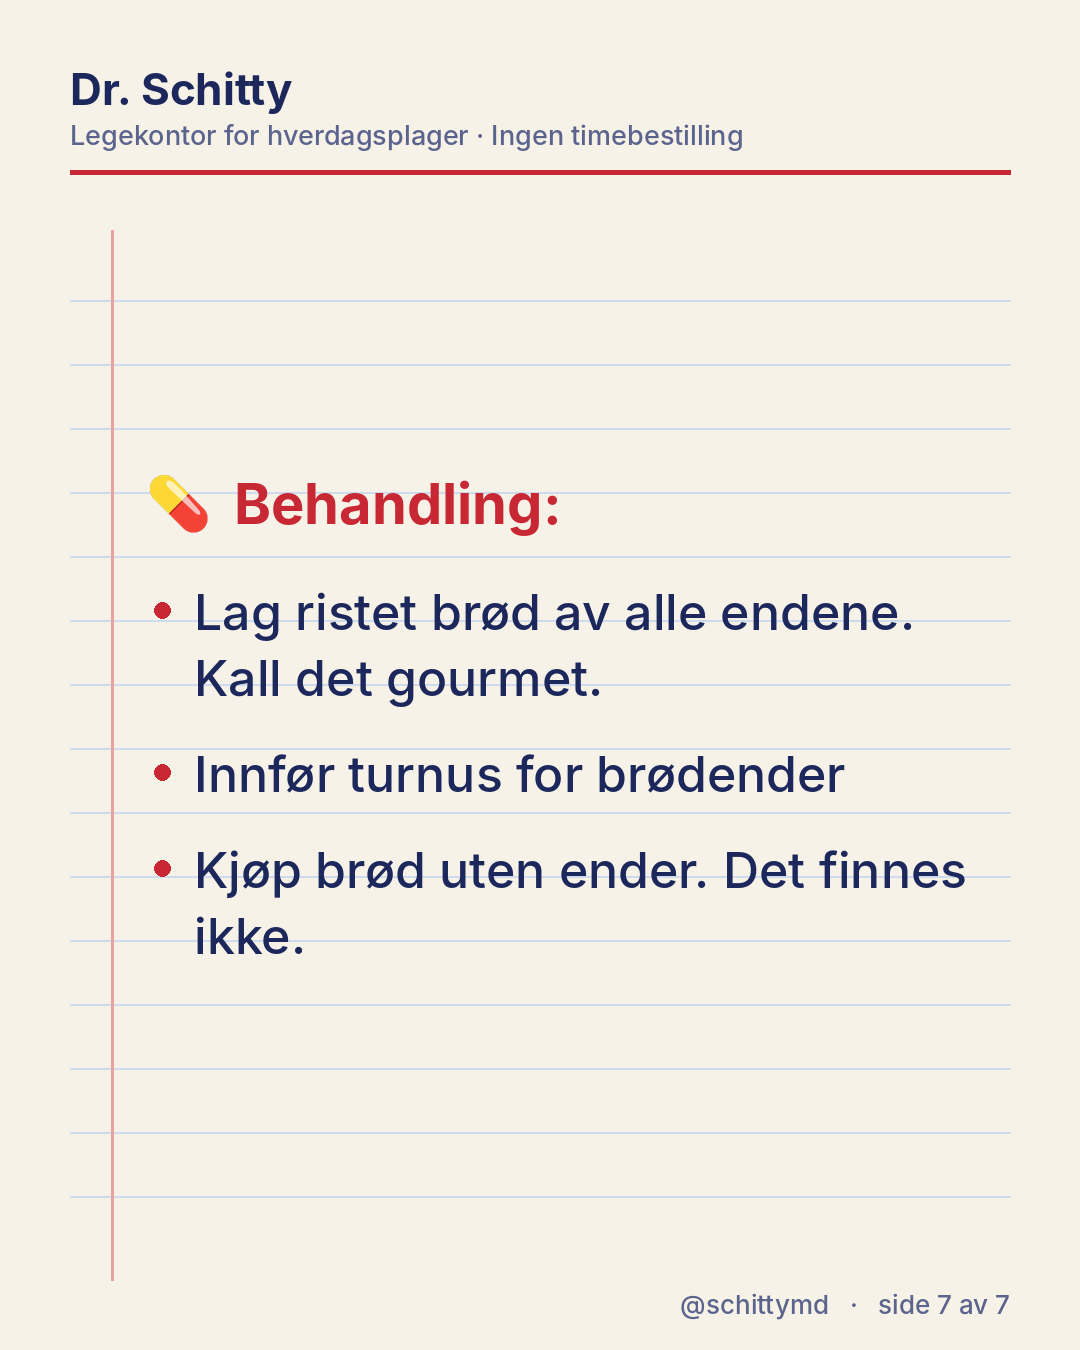 Dr. Schitty
Legekontor for hverdagsplager · Ingen timebestilling
💊 Behandling:
• Lag ristet brød av alle endene.
Kall det gourmet.
• Innfør turnus for brødender
• Kjøp brød uten ender. Det finnes
ikke.
@schittymd · side 7 av 7